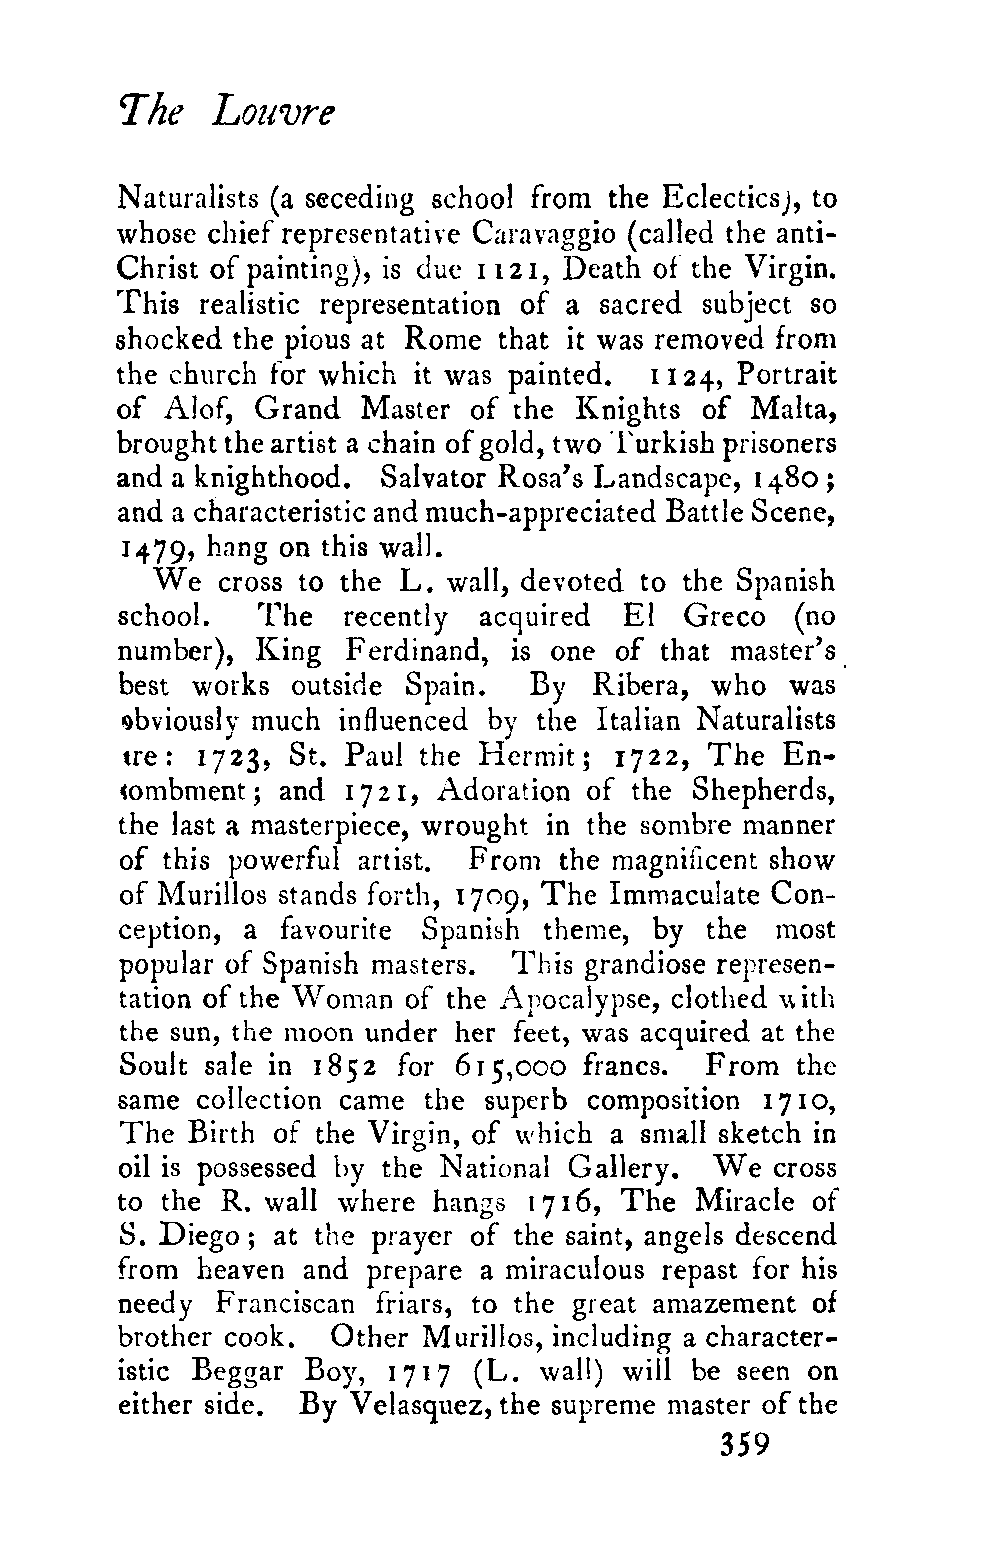 The Louvre
Naturalists (a seceding school from the Eclectics), to
whose chief representative Caravaggio (called the anti-
Christ of painting), is due 1121, Death of the Virgin.
This realistic representation of a sacred subject so
shocked the pious at Rome that it was removed from
the church for which it was painted. 1124, Portrait
of Alof, Grand Master of the Knights of Malta,
brought the artist a chain of gold, two Turkish prisoners
and a knighthood. Salvator Rosa's Landscape, 1480;
and a characteristic and much-appreciated Battle Scene,
1479, hang on this wall.
We cross to the L. wall, devoted to the Spanish
school. The recently acquired El Greco (no
number), King Ferdinand, is one of that master's
best works outside Spain. By Ribera, who was
obviously much influenced by the Italian Naturalists
are: 1723, St. Paul the Hermit; 1722, The En-
tombment; and 1721, Adoration of the Shepherds,
the last a masterpiece, wrought in the sombre manner
of this powerful artist. From the magnificent show
of Murillos stands forth, 1709, The Immaculate Con-
ception, a favourite Spanish theme, by the most
popular of Spanish masters. This grandiose represen-
tation of the Woman of the Apocalypse, clothed with
the sun, the moon under her feet, was acquired at the
Soult sale in 1852 for 615,000 francs. From the
same collection came the superb composition 1710,
The Birth of the Virgin, of which a small sketch in
oil is possessed by the National Gallery. We cross
to the R. wall where hangs 1716, The Miracle of
S. Diego; at the prayer of the saint, angels descend
from heaven and prepare a miraculous repast for his
needy Franciscan friars, to the great amazement of
brother cook. Other Murillos, including a character-
istic Beggar Boy, 1717 (L. wall) will be seen on
either side. By Velasquez, the supreme master of the
359